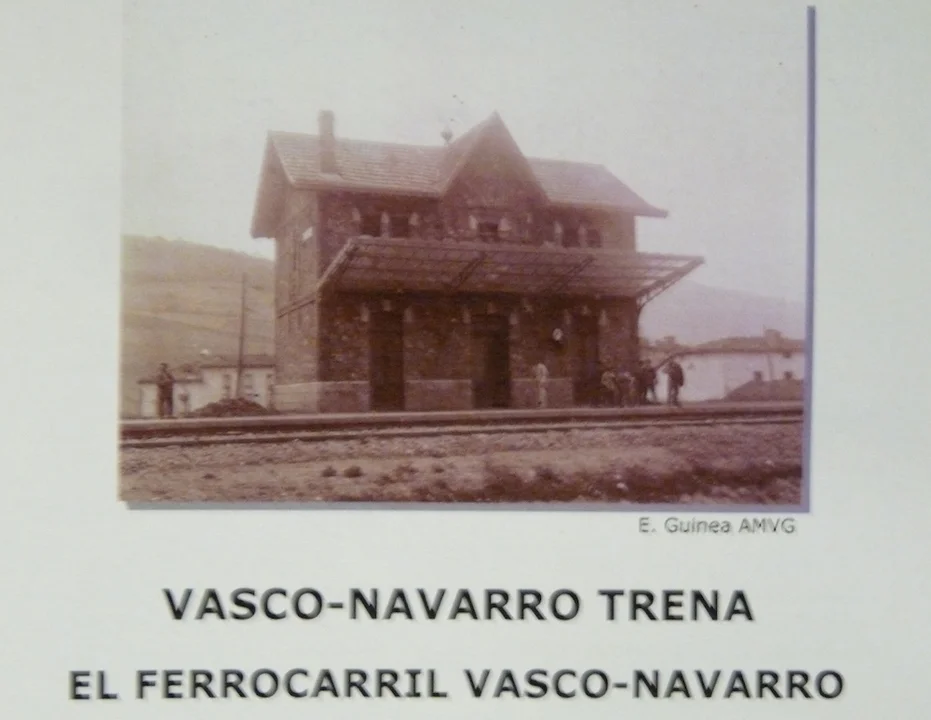 E. Guinea AMVG
VASCO-NAVARRO TRENA
EL FERROCARRIL VASCO-NAVARRO